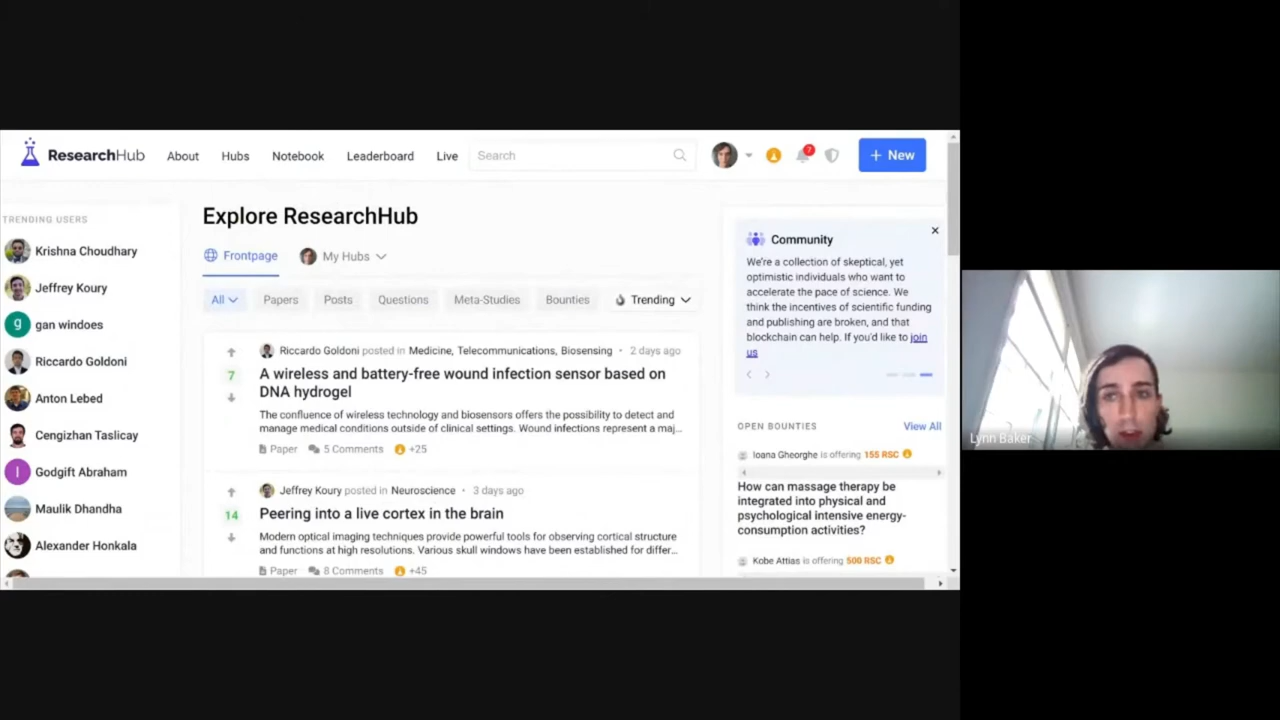 ResearchHub
About
Hubs
Notebook
Leaderboard
Live
Search
7
+ New
TRENDING USERS
Krishna Choudhary
Jeffrey Koury
g
gan windoes
Riccardo Goldoni
Anton Lebed
Cengizhan Taslicay
I
Godgift Abraham
Maulik Dhandha
Alexander Honkala
Explore ResearchHub
Frontpage
My Hubs
All
Papers
Posts
Questions
Meta-Studies
Bounties
Trending
Riccardo Goldoni posted in Medicine, Telecommunications, Biosensing • 2 days ago
7
A wireless and battery-free wound infection sensor based on
DNA hydrogel
The confluence of wireless technology and biosensors offers the possibility to detect and
manage medical conditions outside of clinical settings. Wound infections represent a maj...
Paper 5 Comments +25
Jeffrey Koury posted in Neuroscience • 3 days ago
14
Peering into a live cortex in the brain
Modern optical imaging techniques provide powerful tools for observing cortical structure
and functions at high resolutions. Various skull windows have been established for differ...
Paper 8 Comments +45
Community
We're a collection of skeptical, yet
optimistic individuals who want to
accelerate the pace of science. We
think the incentives of scientific funding
and publishing are broken, and that
blockchain can help. If you'd like to join
us
OPEN BOUNTIES
View All
Ioana Gheorghe is offering 155 RSC
How can massage therapy be
integrated into physical and
psychological intensive energy-
consumption activities?
Kobe Attias is offering 500 RSC
Lynn Baker